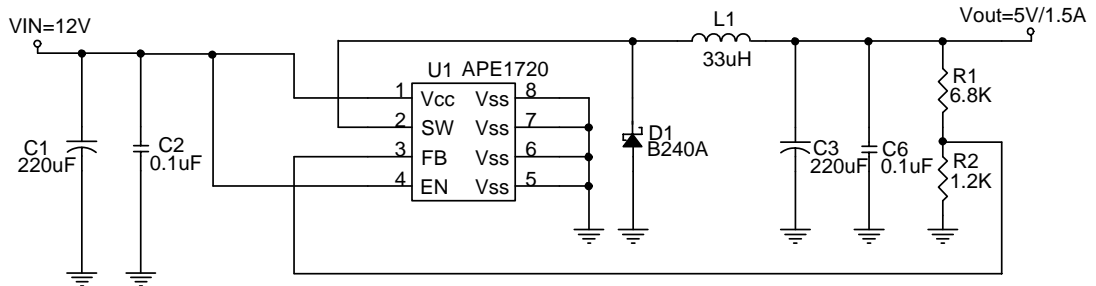 VIN=12V
L1
Vout=5V/1.5A
33uH
U1 APE1720
R1
6.8K
1 Vcc Vss 8
2 SW Vss 7
3 FB Vss 6
4 EN Vss 5
C1
220uF
C2
0.1uF
D1
B240A
C3
220uF
C6
0.1uF
R2
1.2K